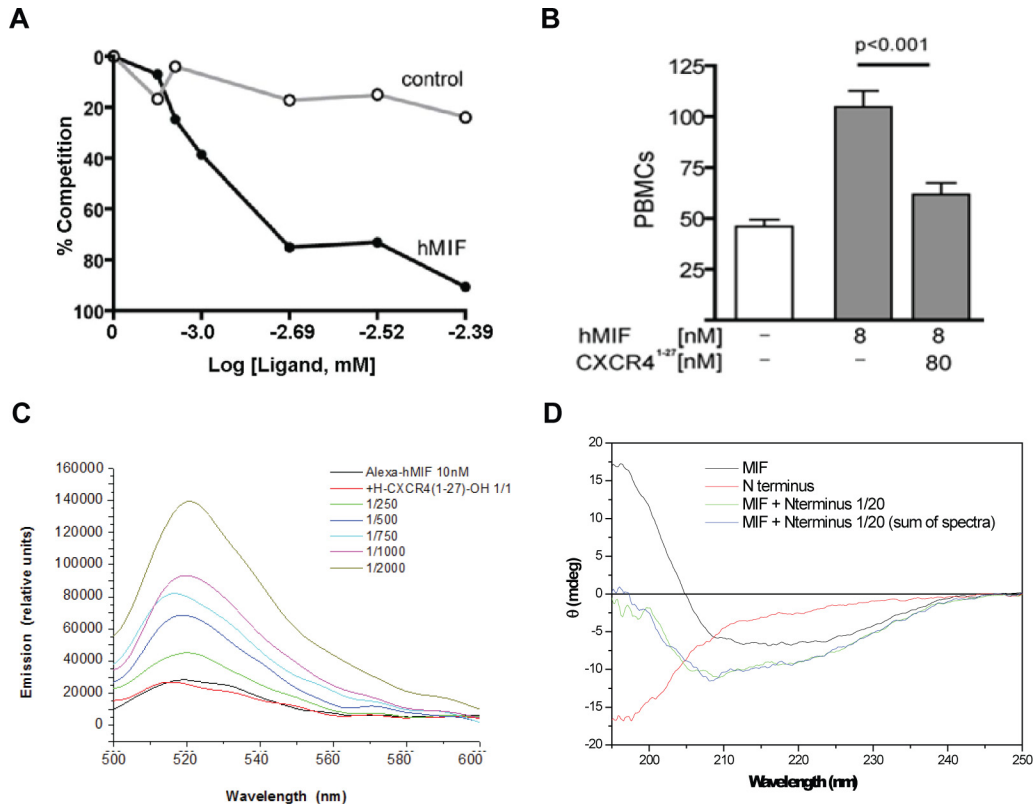 A
0
20
40
60
80
100
% Competition
control
hMIF
0
-3.0
-2.69
-2.52
-2.39
Log [Ligand, mM]
B
p<0.001
125
100
75
50
25
PBMCs
hMIF [nM] – 8 8
CXCR4¹⁻²⁷[nM] – – 80
C
160000
140000
120000
100000
80000
60000
40000
20000
0
Emission (relative units)
Alexa-hMIF 10nM
+H-CXCR4(1-27)-OH 1/1
1/250
1/500
1/750
1/1000
1/2000
500 520 540 560 580 600
Wavelength (nm)
D
20
15
10
5
0
-5
-10
-15
-20
θ (mdeg)
MIF
N terminus
MIF + Nterminus 1/20
MIF + Nterminus 1/20 (sum of spectra)
200 210 220 230 240 250
Wavelength (nm)